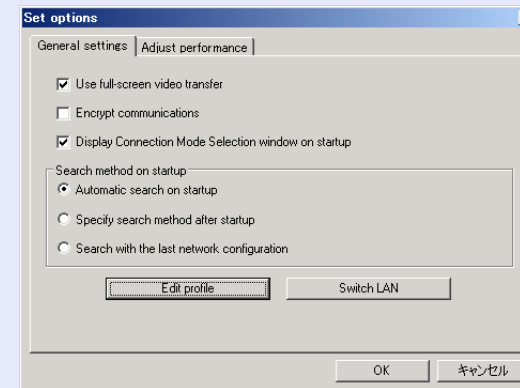 Set options
General settings Adjust performance
Use full-screen video transfer
Encrypt communications
Display Connection Mode Selection window on startup
Search method on startup
Automatic search on startup
Specify search method after startup
Search with the last network configuration
Edit profile Switch LAN
OK キャンセル